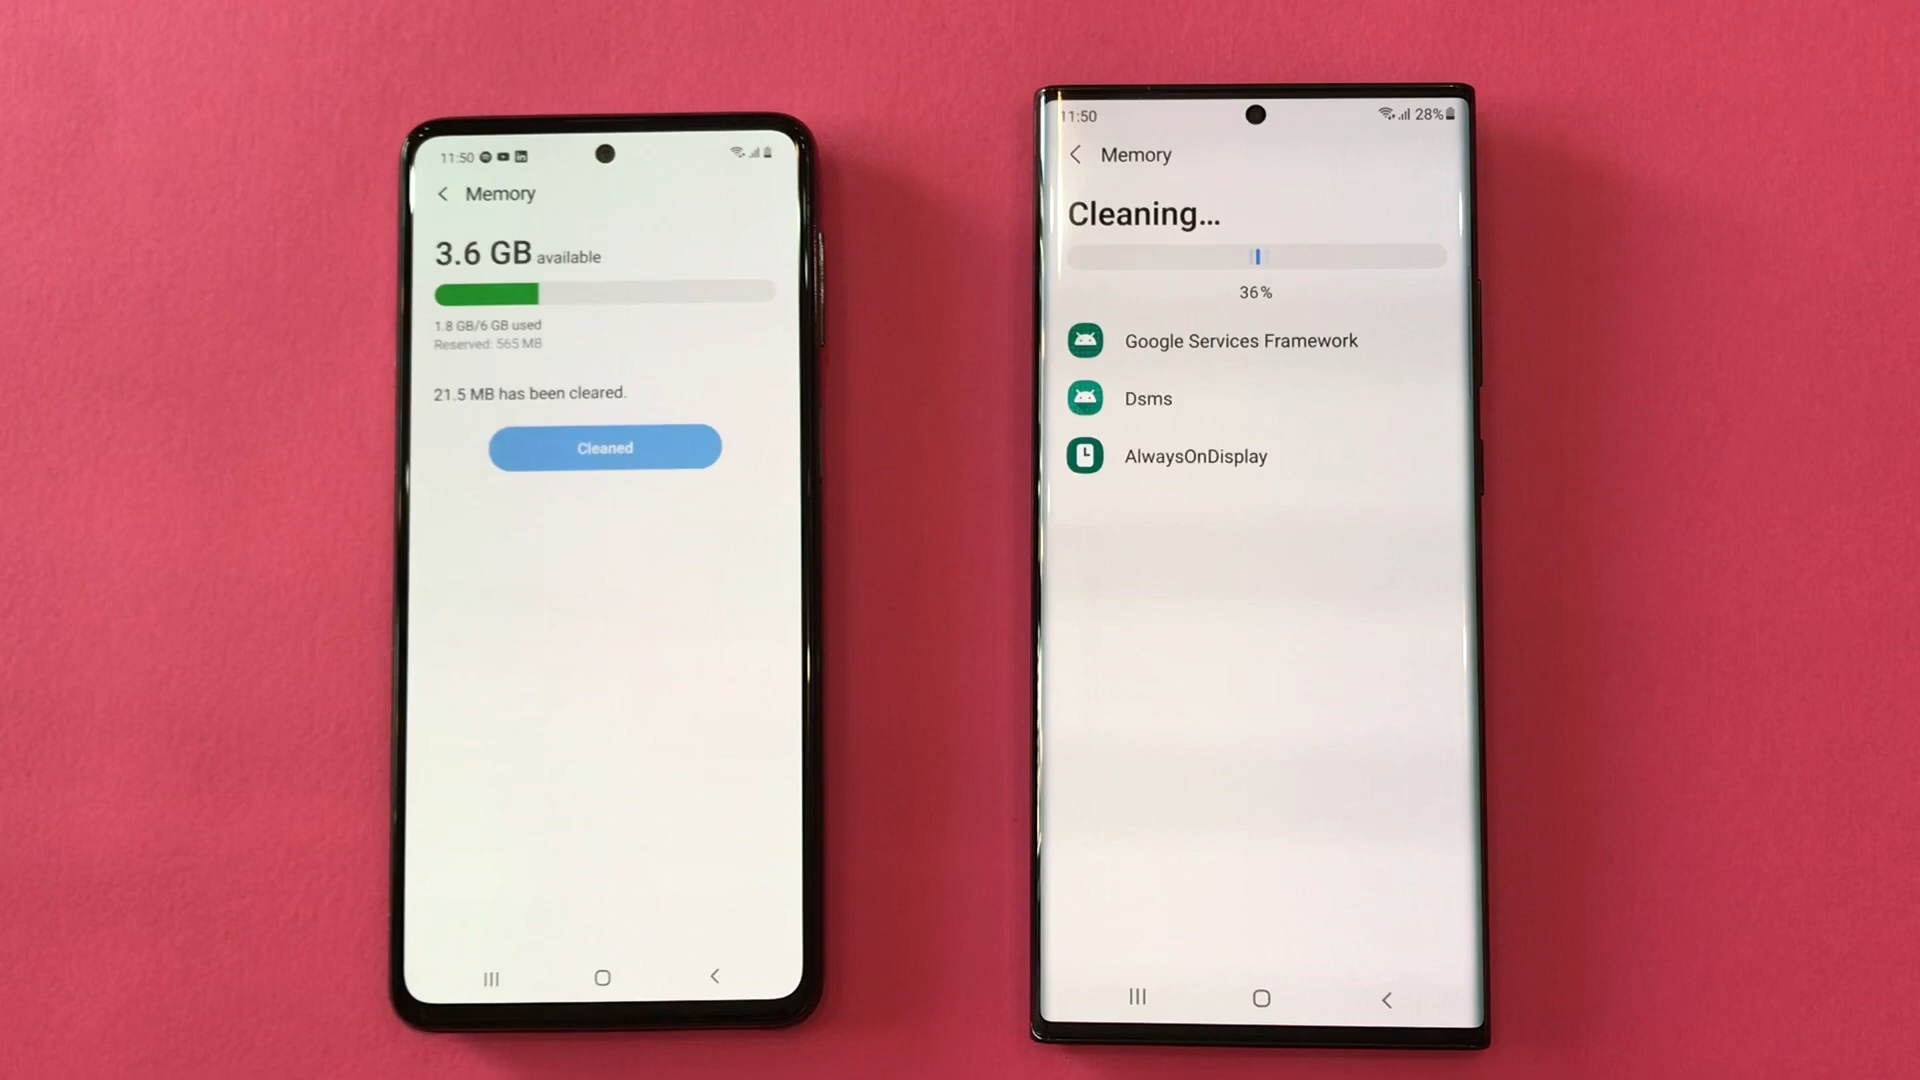 11:50
Memory
3.6 GB available
1.8 GB/6 GB used
Reserved: 565 MB
21.5 MB has been cleared.
Cleaned
11:50
28%
Memory
Cleaning...
36%
Google Services Framework
Dsms
AlwaysOnDisplay